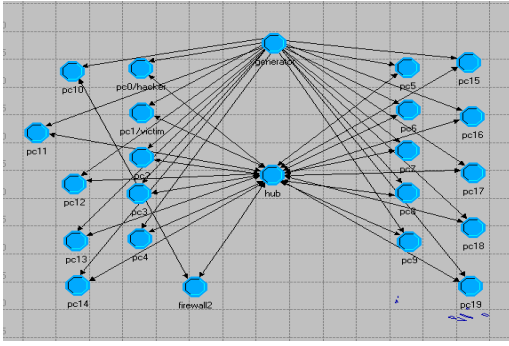 generator
pc10
pc0/hacker
pc5
pc15
pc1/victim
pc6
pc16
pc11
pc2
pc7
pc17
hub
pc12
pc3
pc8
pc18
pc13
pc4
pc9
pc14
firewall2
pc19